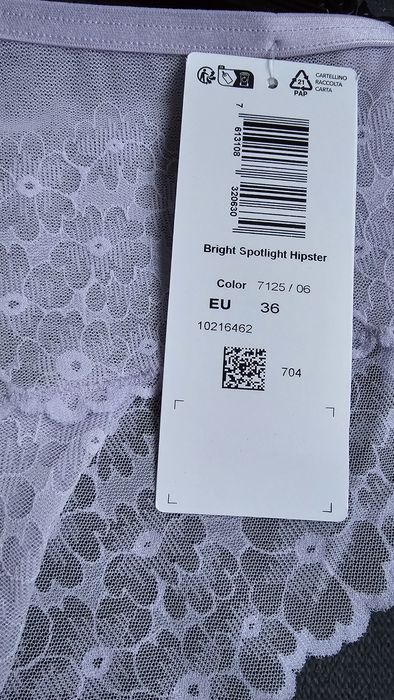 21
PAP
CARTELLINO
RACCOLTA
CARTA
7
613108
320630
Bright Spotlight Hipster
Color 7125 / 06
EU 36
10216462
704